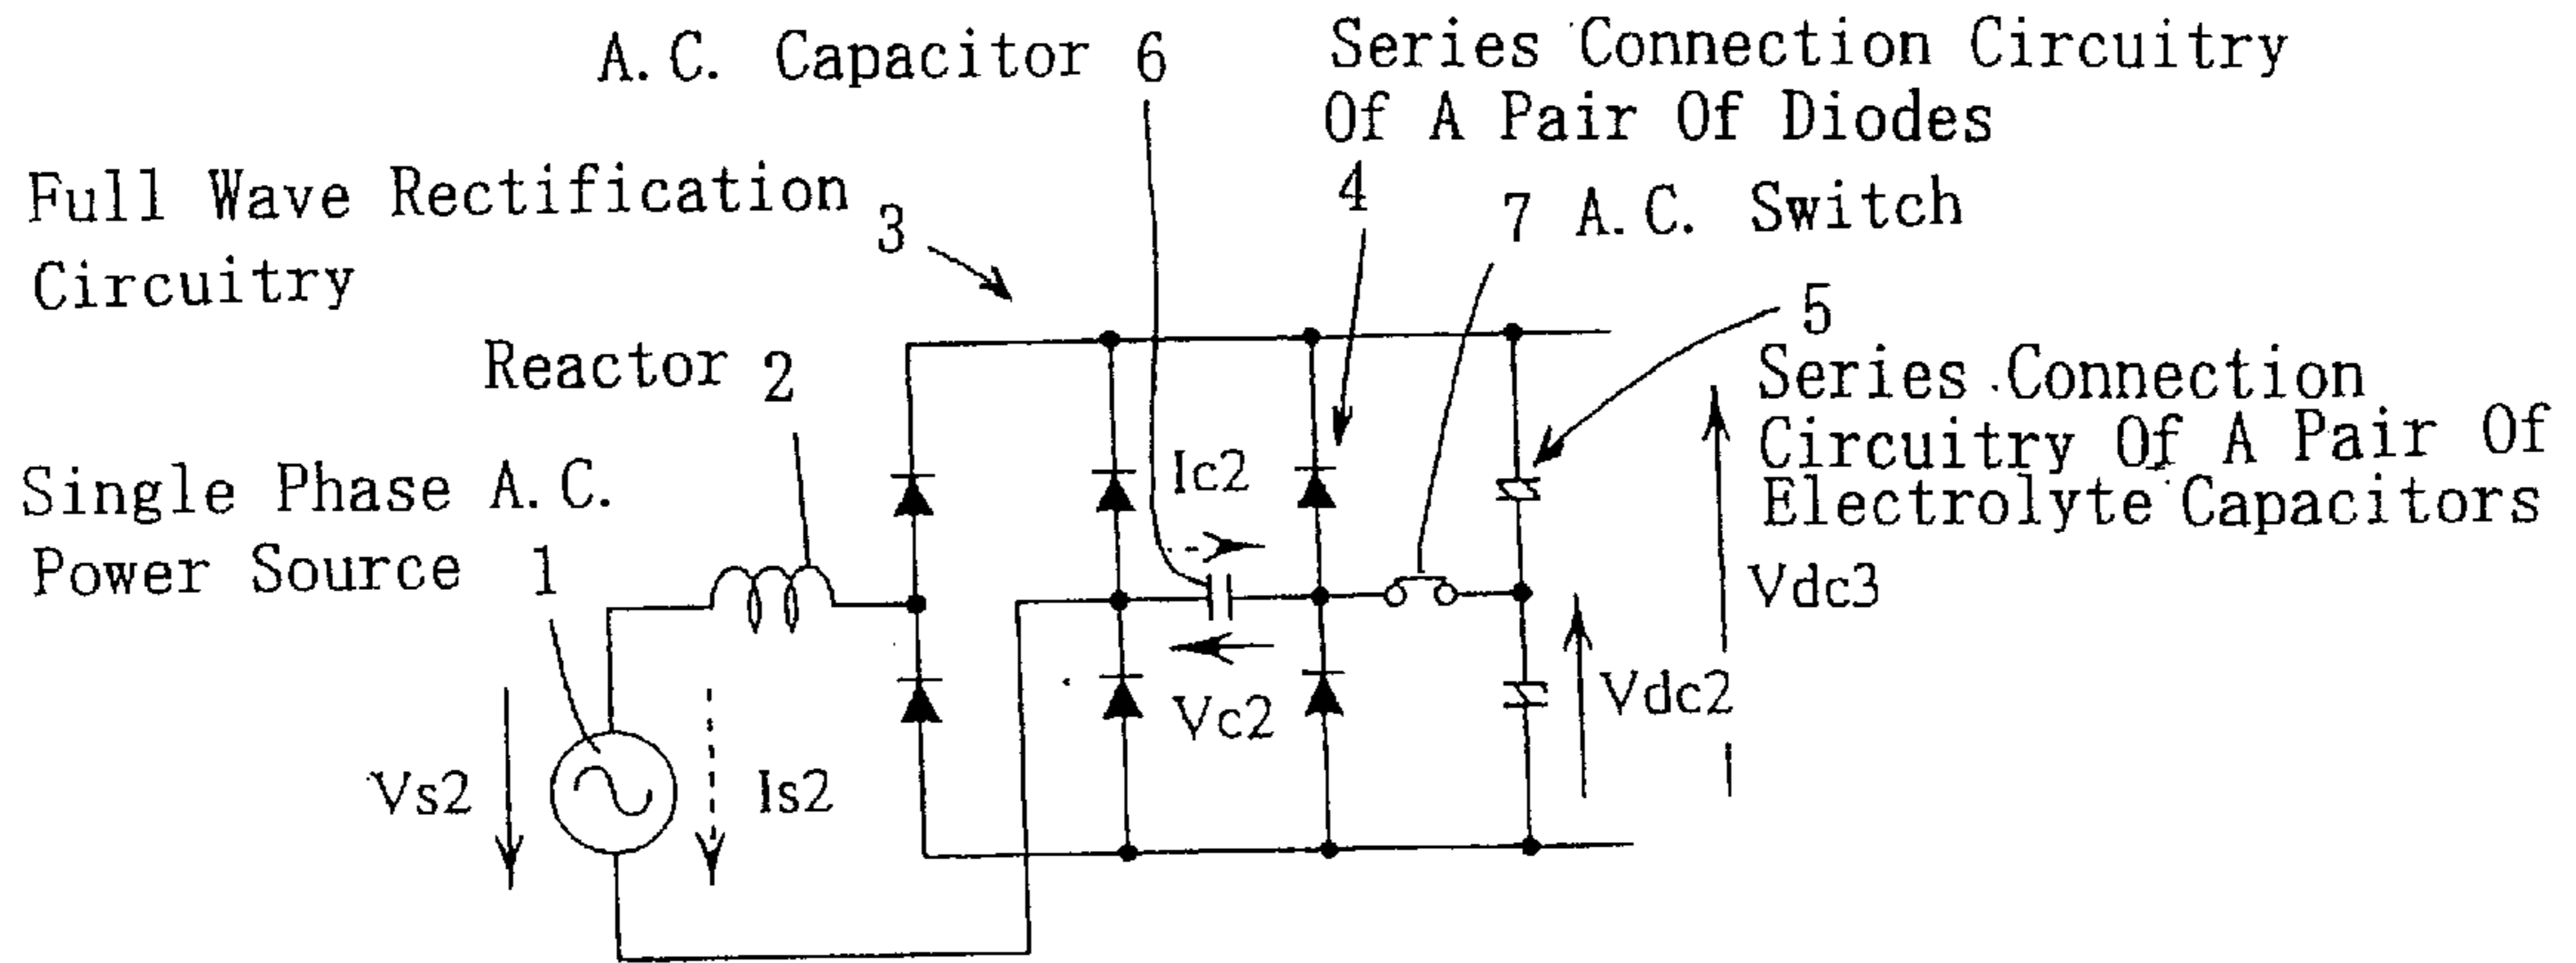 A.C. Capacitor 6
Series Connection Circuitry
Of A Pair Of Diodes
4
Full Wave Rectification
Circuitry
3
7 A.C. Switch
5
Series Connection
Circuitry Of A Pair Of
Electrolyte Capacitors
Reactor 2
Single Phase A.C.
Power Source 1
Ic2
Vc2
Vdc3
Vdc2
Vs2
Is2